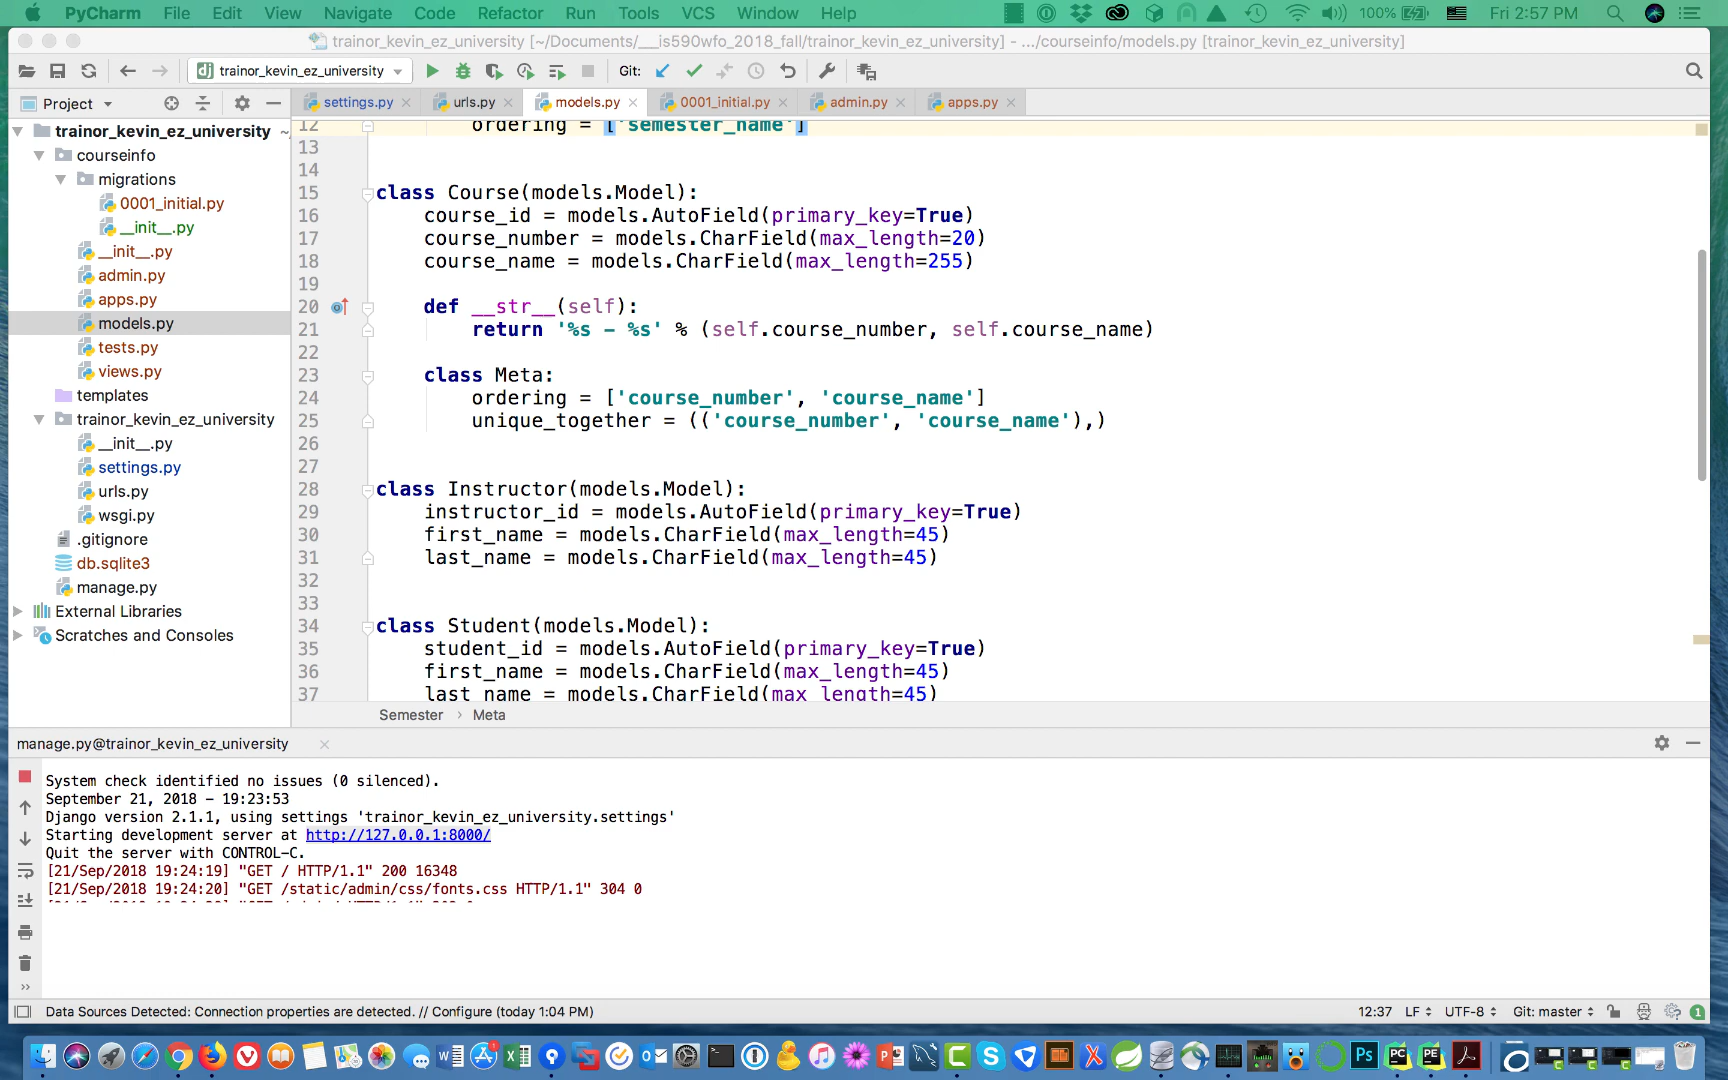 PyCharm File Edit View Navigate Code Refactor Run Tools VCS Window Help 100% Fri 2:57 PM
trainor_kevin_ez_university [~/Documents/__is590wfo_2018_fall/trainor_kevin_ez_university] - .../courseinfo/models.py [trainor_kevin_ez_university]
dj trainor_kevin_ez_university Git:
Project settings.py urls.py models.py 0001_initial.py admin.py apps.py
trainor_kevin_ez_university ~
courseinfo
migrations
0001_initial.py
__init__.py
__init__.py
admin.py
apps.py
models.py
tests.py
views.py
templates
trainor_kevin_ez_university
__init__.py
settings.py
urls.py
wsgi.py
.gitignore
db.sqlite3
manage.py
External Libraries
Scratches and Consoles
12 ordering = ['semester_name']
13
14
15 class Course(models.Model):
16 course_id = models.AutoField(primary_key=True)
17 course_number = models.CharField(max_length=20)
18 course_name = models.CharField(max_length=255)
19
20 def __str__(self):
21 return '%s - %s' % (self.course_number, self.course_name)
22
23 class Meta:
24 ordering = ['course_number', 'course_name']
25 unique_together = (('course_number', 'course_name'),)
26
27
28 class Instructor(models.Model):
29 instructor_id = models.AutoField(primary_key=True)
30 first_name = models.CharField(max_length=45)
31 last_name = models.CharField(max_length=45)
32
33
34 class Student(models.Model):
35 student_id = models.AutoField(primary_key=True)
36 first_name = models.CharField(max_length=45)
37 last_name = models.CharField(max_length=45)
Semester › Meta
manage.py@trainor_kevin_ez_university
System check identified no issues (0 silenced).
September 21, 2018 - 19:23:53
Django version 2.1.1, using settings 'trainor_kevin_ez_university.settings'
Starting development server at http://127.0.0.1:8000/
Quit the server with CONTROL-C.
[21/Sep/2018 19:24:19] "GET / HTTP/1.1" 200 16348
[21/Sep/2018 19:24:20] "GET /static/admin/css/fonts.css HTTP/1.1" 304 0
Data Sources Detected: Connection properties are detected. // Configure (today 1:04 PM) 12:37 LF UTF-8 Git: master 1